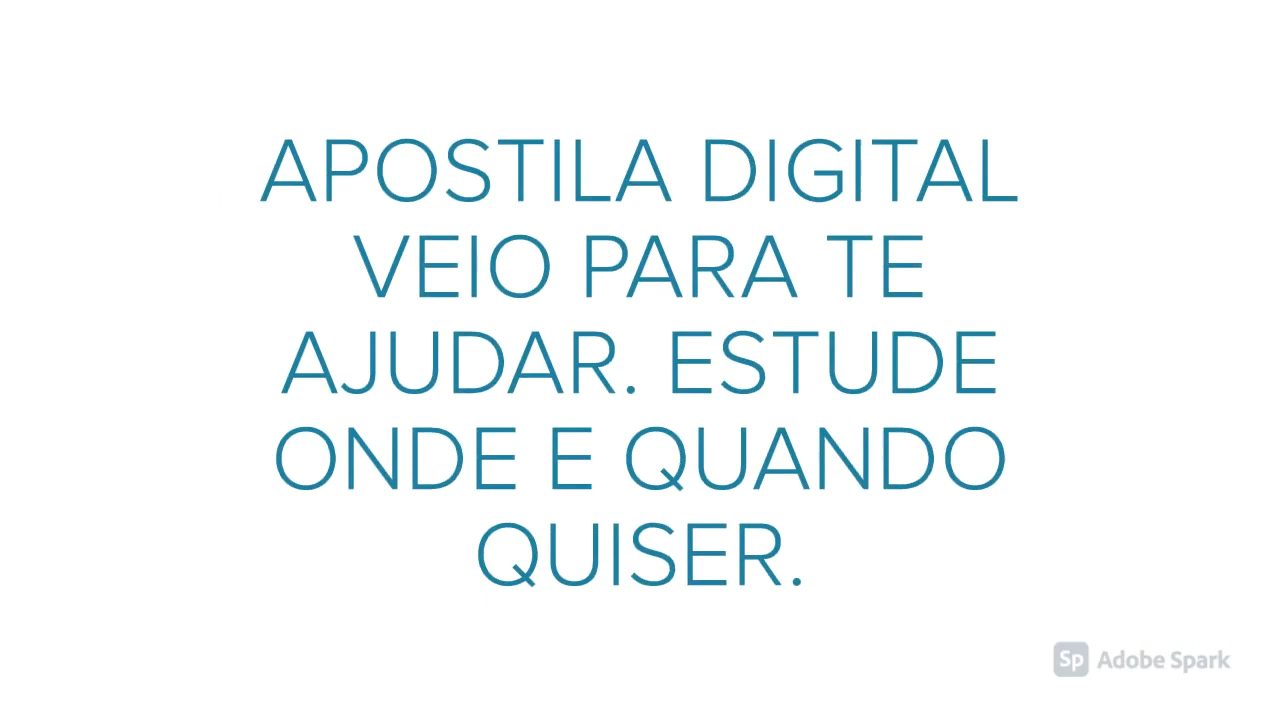 APOSTILA DIGITAL
VEIO PARA TE
AJUDAR. ESTUDE
ONDE E QUANDO
QUISER.
Sp Adobe Spark